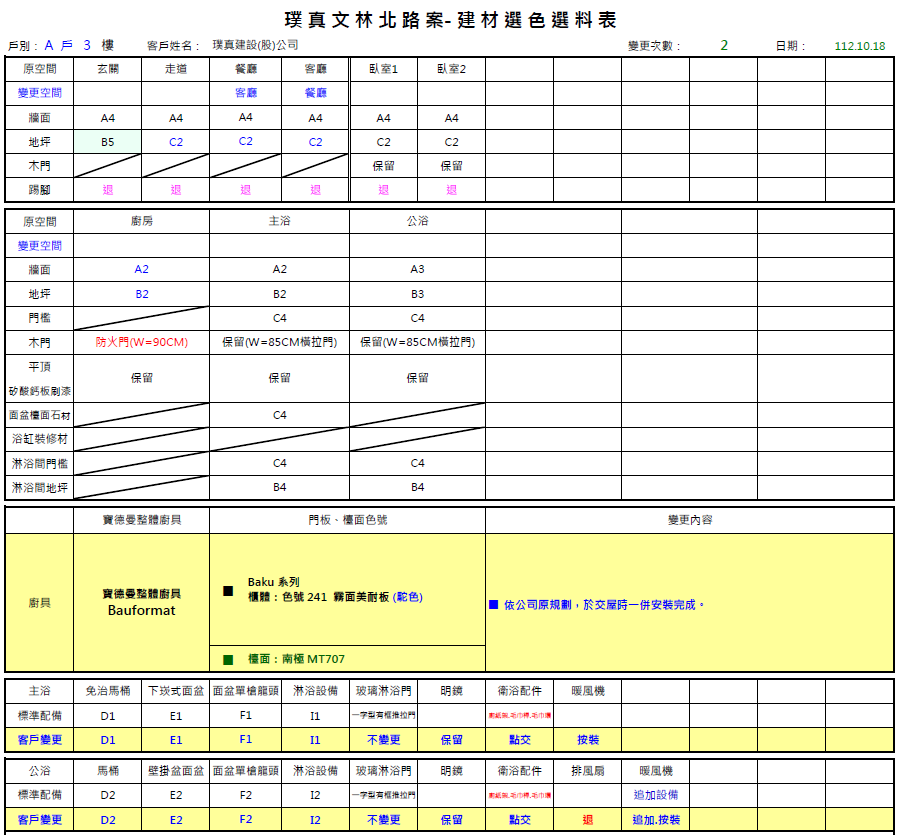 璞真文林北路案-建材選色選料表
戶別： A 戶 3 樓 客戶姓名： 璞真建設(股)公司 變更次數： 2 日期： 112.10.18
原空間 玄關 走道 餐廳 客廳 臥室1 臥室2
變更空間 客廳 餐廳
牆面 A4 A4 A4 A4 A4 A4
地坪 B5 C2 C2 C2 C2 C2
木門 保留 保留
踢腳 退 退 退 退 退 退
原空間 廚房 主浴 公浴
變更空間
牆面 A2 A2 A3
地坪 B2 B2 B3
門檻 C4 C4
木門 防火門(W=90CM) 保留(W=85CM橫拉門) 保留(W=85CM橫拉門)
平頂
矽酸鈣板刷漆 保留 保留 保留
面盆檯面石材 C4
浴缸裝修材
淋浴間門檻 C4 C4
淋浴間地坪 B4 B4
寶德曼整體廚具 門板、檯面色號 變更內容
廚具 寶德曼整體廚具
Bauformat
■ Baku 系列
櫃體：色號 241 霧面美耐板 (駝色)
■ 檯面：南極 MT707
■ 依公司原規劃，於交屋時一併安裝完成。
主浴 免治馬桶 下崁式面盆 面盆單槍龍頭 淋浴設備 玻璃淋浴門 明鏡 衛浴配件 暖風機
標準配備 D1 E1 F1 I1 一字型有框推拉門
客戶變更 D1 E1 F1 I1 不變更 保留 點交 按裝
公浴 馬桶 壁掛盆面盆 面盆單槍龍頭 淋浴設備 玻璃淋浴門 明鏡 衛浴配件 排風扇 暖風機
標準配備 D2 E2 F2 I2 一字型有框推拉門 追加設備
客戶變更 D2 E2 F2 I2 不變更 保留 點交 退 追加.按裝